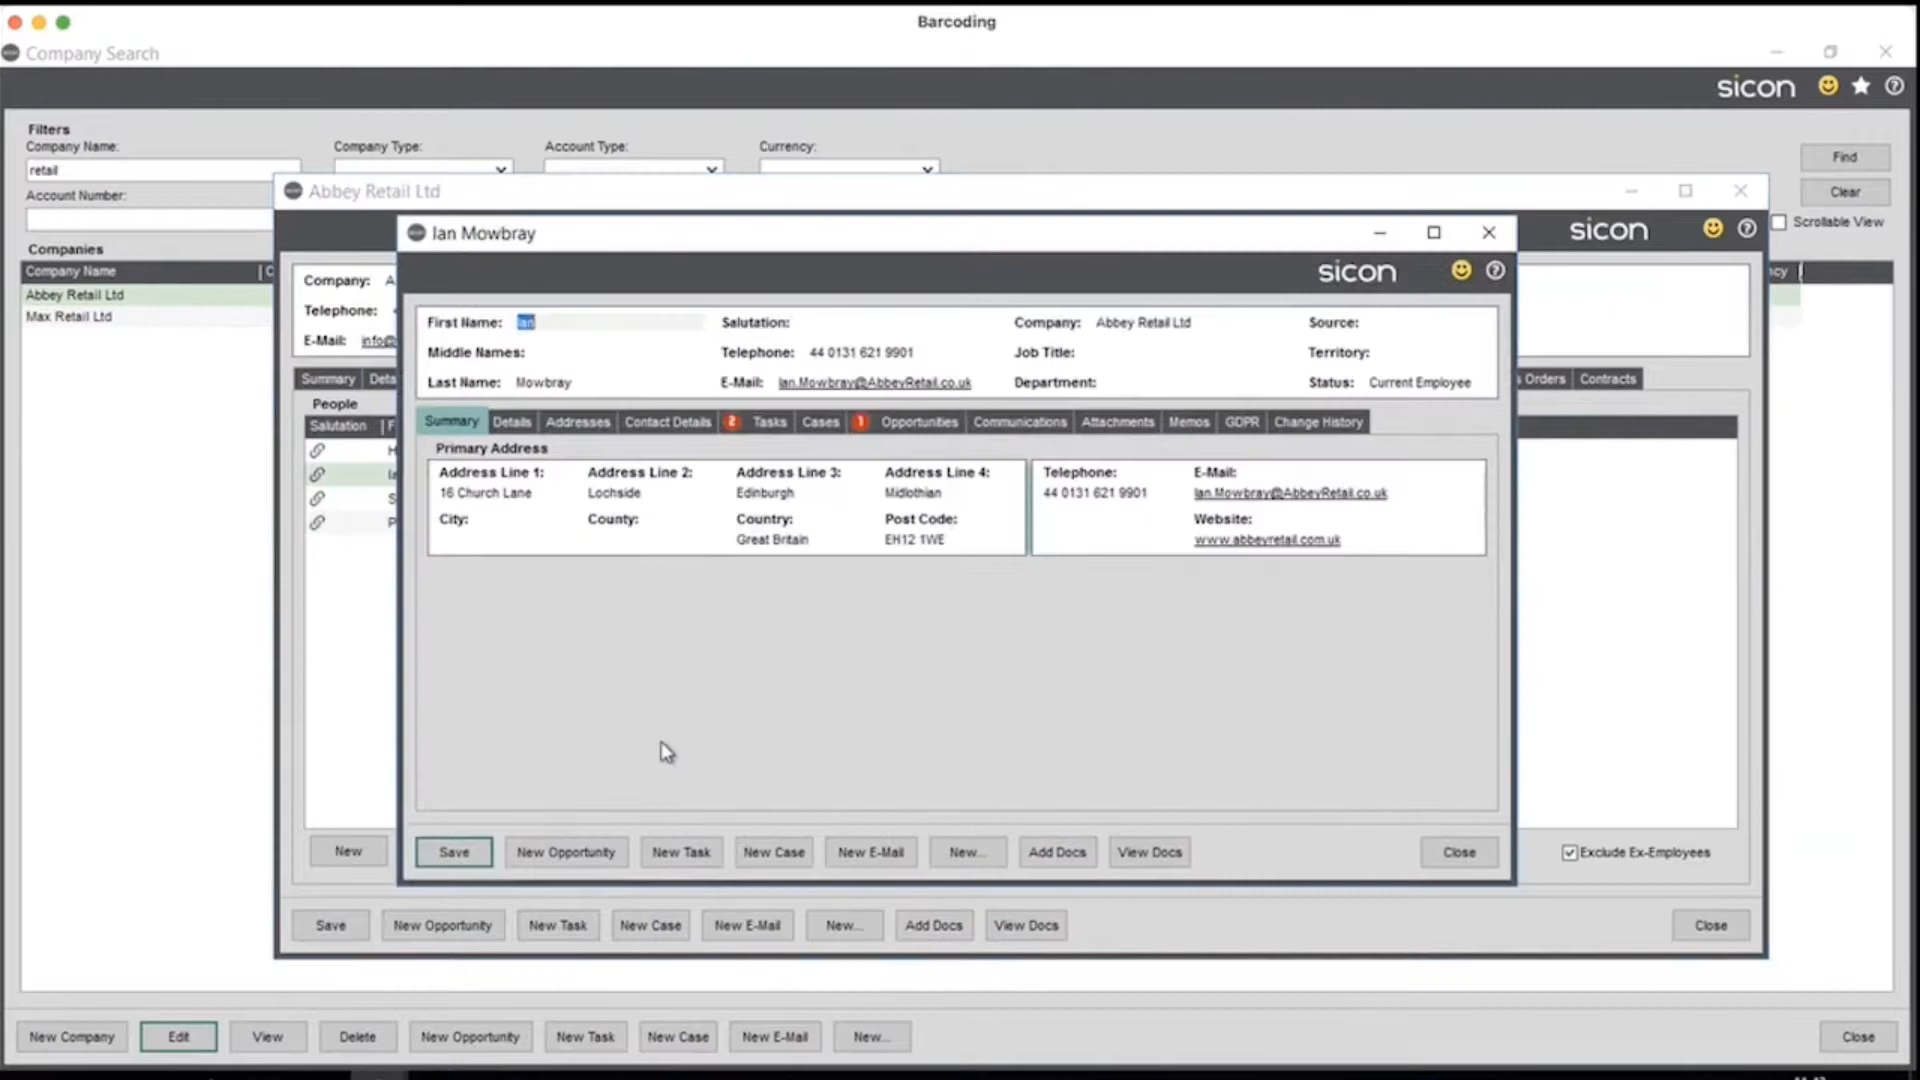 Barcoding
Company Search
sicon
Filters
Company Name:
Company Type:
Account Type:
Currency:
Find
retail
Account Number:
Abbey Retail Ltd
Clear
Scrollable View
sicon
Ian Mowbray
sicon
Companies
Company Name
Abbey Retail Ltd
Max Retail Ltd
Company:
Telephone:
E-Mail: info@
Summary
Orders
Contracts
People
Salutation
First Name: Ian
Salutation:
Company: Abbey Retail Ltd
Source:
Middle Names:
Telephone: 44 0131 621 9901
Job Title:
Territory:
Last Name: Mowbray
E-Mail: Ian.Mowbray@AbbeyRetail.co.uk
Department:
Status: Current Employee
Summary Details Addresses Contact Details 2 Tasks Cases 1 Opportunities Communications Attachments Memos GDPR Change History
Primary Address
Address Line 1: Address Line 2: Address Line 3: Address Line 4:
16 Church Lane Lochside Edinburgh Midlothian
City: County: Country: Post Code:
Great Britain EH12 1WE
Telephone: E-Mail:
44 0131 621 9901 Ian.Mowbray@AbbeyRetail.co.uk
Website:
www.abbeyretail.com.uk
Save New Opportunity New Task New Case New E-Mail New... Add Docs View Docs Close
New
Exclude Ex-Employees
Save New Opportunity New Task New Case New E-Mail New... Add Docs View Docs Close
New Company Edit View Delete New Opportunity New Task New Case New E-Mail New... Close